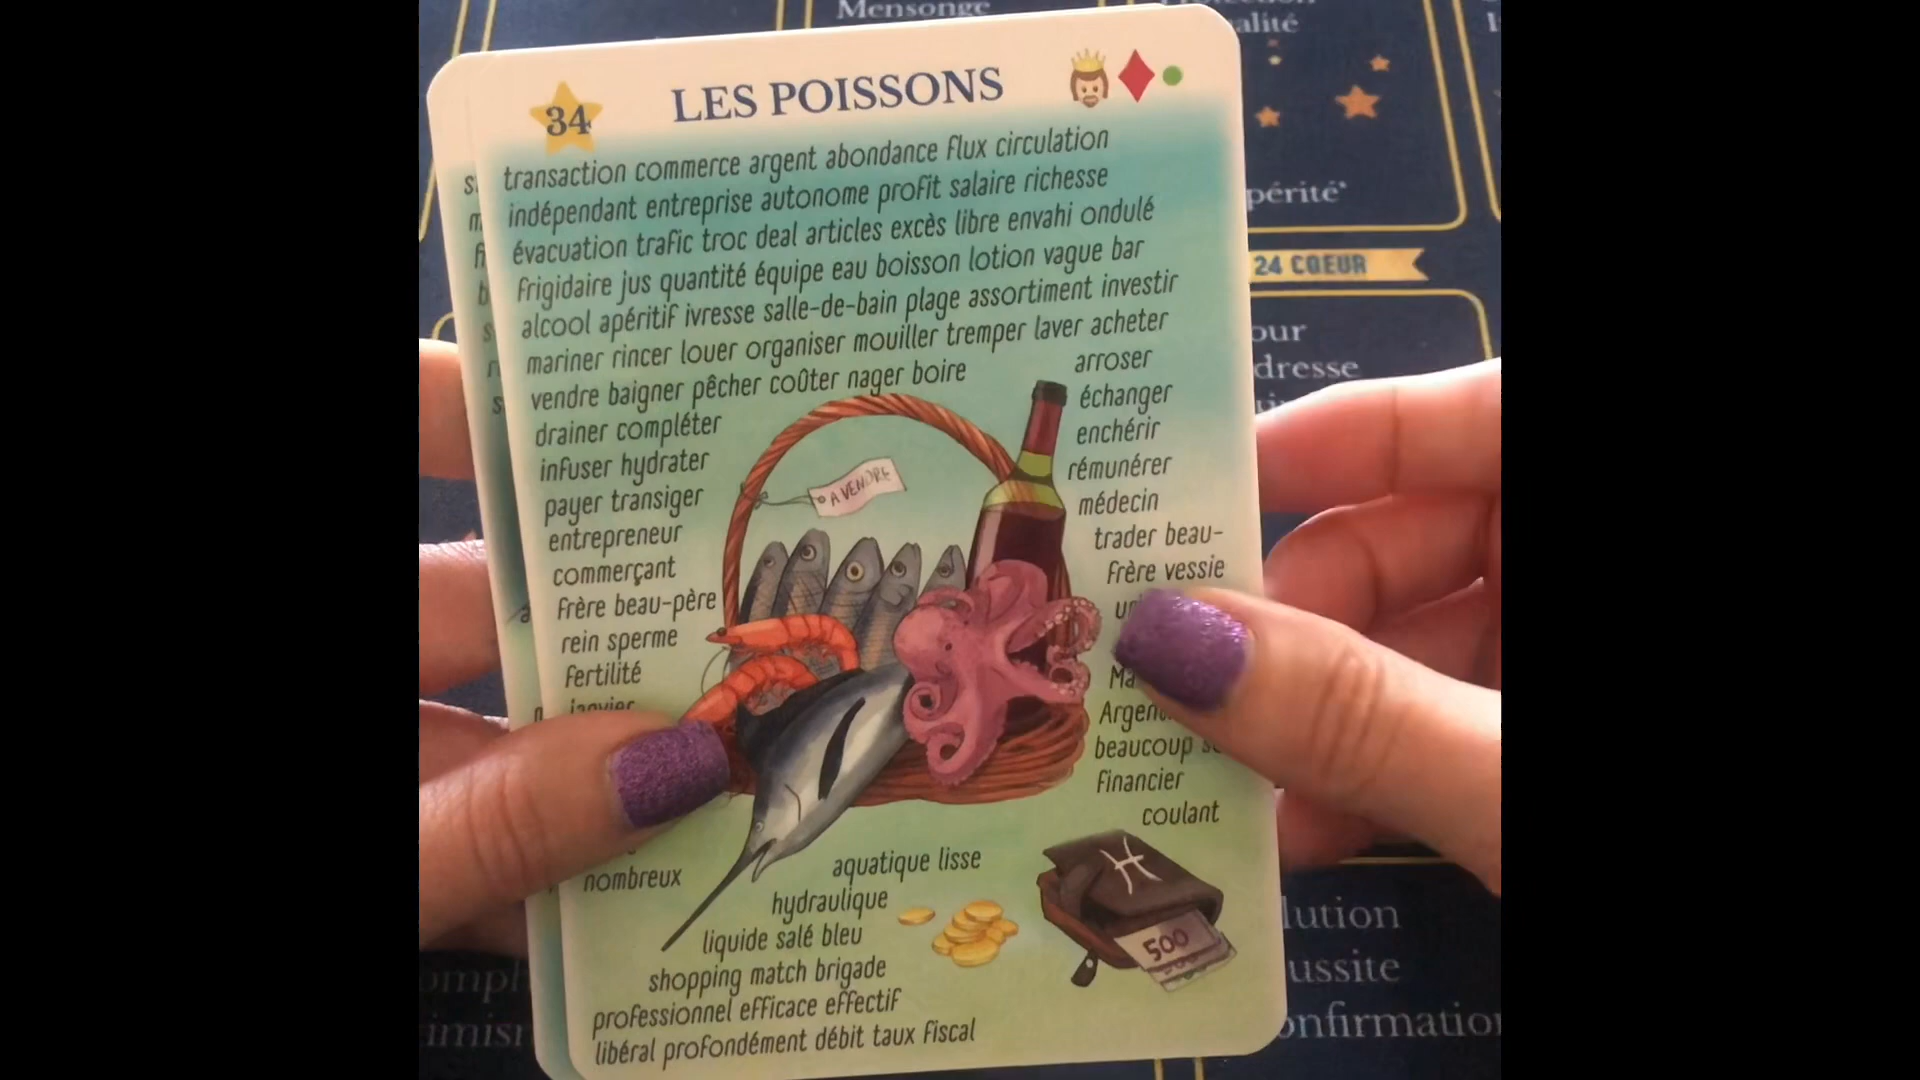 Mensonge
alité
périté*
24 CŒUR
34
LES POISSONS
transaction commerce argent abondance flux circulation
indépendant entreprise autonome profit salaire richesse
évacuation trafic troc deal articles excès libre envahi ondulé
frigidaire jus quantité équipe eau boisson lotion vague bar
alcool apéritif ivresse salle-de-bain plage assortiment investir
mariner rincer louer organiser mouiller tremper laver acheter
vendre baigner pêcher coûter nager boire
arroser
drainer compléter
échanger
infuser hydrater
enchérir
payer transiger
rémunérer
entrepreneur
médecin
commerçant
trader beau-
frère beau-père
frère vessie
rein sperme
fertilité
janvier
A VENDRE
beaucoup
financier
coulant
nombreux
aquatique lisse
hydraulique
liquide salé bleu
shopping match brigade
professionnel efficace effectif
libéral profondément débit taux fiscal
500
our
dresse
lution
ussite
onfirmation